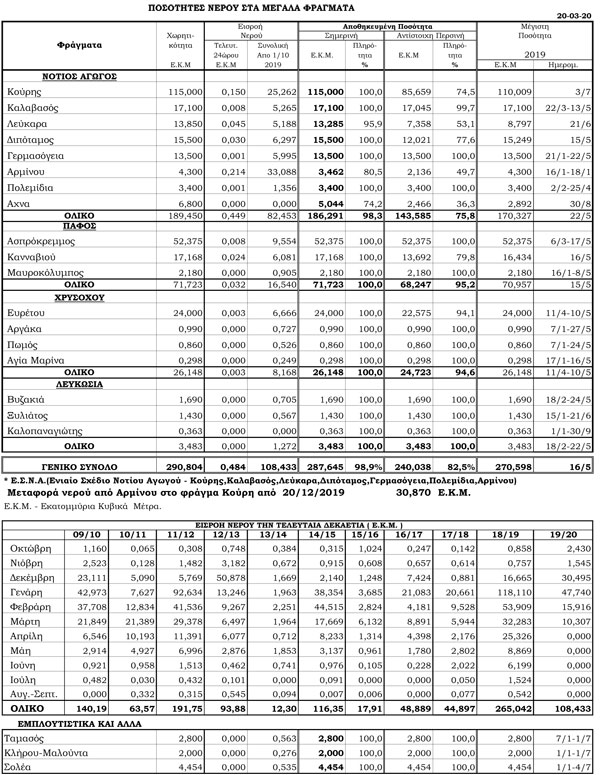 ΠΟΣΟΤΗΤΕΣ ΝΕΡΟΥ ΣΤΑ ΜΕΓΑΛΑ ΦΡΑΓΜΑΤΑ
20-03-20
Εισροή Αποθηκευμένη Ποσότητα Μέγιστη
Χωρητι- Νερού Σημερινή Αντίστοιχη Περσινή Ποσότητα
Φράγματα κότητα Τελευτ. Συνολική Ε.Κ.Μ. Πληρό- Ε.Κ.Μ Πληρό- 2019
24ώρου Από 1/10 τητα τητα
Ε.Κ.Μ Ε.Κ.Μ 2019 % % Ε.Κ.Μ Ημερομ.
ΝΟΤΙΟΣ ΑΓΩΓΟΣ
Κούρης 115,000 0,150 25,262 115,000 100,0 85,659 74,5 110,009 3/7
Καλαβασός 17,100 0,008 5,265 17,100 100,0 17,045 99,7 17,100 22/3-13/5
Λεύκαρα 13,850 0,045 5,188 13,285 95,9 7,358 53,1 8,797 21/6
Διπόταμος 15,500 0,030 6,297 15,500 100,0 12,021 77,6 15,249 15/5
Γερμασόγεια 13,500 0,001 5,995 13,500 100,0 13,500 100,0 13,500 21/1-22/5
Αρμίνου 4,300 0,214 33,088 3,462 80,5 2,136 49,7 4,300 16/1-18/1
Πολεμίδια 3,400 0,001 1,356 3,400 100,0 3,400 100,0 3,400 2/2-25/4
Αχνα 6,800 0,000 0,000 5,044 74,2 2,466 36,3 2,892 30/8
ΟΛΙΚΟ 189,450 0,449 82,453 186,291 98,3 143,585 75,8 170,327 22/5
ΠΑΦΟΣ
Ασπρόκρεμμος 52,375 0,008 9,554 52,375 100,0 52,375 100,0 52,375 6/3-17/5
Κανναβιού 17,168 0,024 6,081 17,168 100,0 13,692 79,8 16,434 16/5
Μαυροκόλυμπος 2,180 0,000 0,905 2,180 100,0 2,180 100,0 2,180 16/1-8/5
ΟΛΙΚΟ 71,723 0,032 16,540 71,723 100,0 68,247 95,2 70,957 15/5
ΧΡΥΣΟΧΟΥ
Ευρέτου 24,000 0,003 6,666 24,000 100,0 22,575 94,1 24,000 11/4-10/5
Αργάκα 0,990 0,000 0,727 0,990 100,0 0,990 100,0 0,990 7/1-27/5
Πωμός 0,860 0,000 0,526 0,860 100,0 0,860 100,0 0,860 7/1-24/5
Αγία Μαρίνα 0,298 0,000 0,249 0,298 100,0 0,298 100,0 0,298 17/1-16/5
ΟΛΙΚΟ 26,148 0,003 8,168 26,148 100,0 24,723 94,6 26,148 11/4-10/5
ΛΕΥΚΩΣΙΑ
Βυζακιά 1,690 0,000 0,705 1,690 100,0 1,690 100,0 1,690 18/2-24/5
Ξυλιάτος 1,430 0,000 0,567 1,430 100,0 1,430 100,0 1,430 15/1-21/6
Καλοπαναγιώτης 0,363 0,000 0,000 0,363 100,0 0,363 100,0 0,363 1/1-30/9
ΟΛΙΚΟ 3,483 0,000 1,272 3,483 100,0 3,483 100,0 3,483 18/2-22/5
ΓΕΝΙΚΟ ΣΥΝΟΛΟ 290,804 0,484 108,433 287,645 98,9% 240,038 82,5% 270,598 16/5
* Ε.Σ.Ν.Α.(Ενιαίο Σχέδιο Νοτίου Αγωγού - Κούρης,Καλαβασός,Λεύκαρα,Διπόταμος,Γερμασόγεια,Πολεμίδια,Αρμίνου)
Μεταφορά νερού από Αρμίνου στο φράγμα Κούρη από 20/12/2019 30,870 Ε.Κ.Μ.
Ε.Κ.Μ. - Εκατομμύρια Κυβικά Μέτρα.
ΕΙΣΡΟΗ ΝΕΡΟΥ ΤΗΝ ΤΕΛΕΥΤΑΙΑ ΔΕΚΑΕΤΙΑ ( Ε.Κ.Μ. )
09/10 10/11 11/12 12/13 13/14 14/15 15/16 16/17 17/18 18/19 19/20
Οκτώβρη 1,160 0,065 0,308 0,748 0,384 0,315 1,024 0,247 0,142 0,858 2,430
Νιόβρη 2,523 0,128 1,482 3,182 0,672 0,915 0,608 0,657 0,614 0,757 1,545
Δεκέμβρη 23,111 5,090 5,769 50,878 1,669 2,140 1,248 7,424 0,881 16,665 30,495
Γενάρη 42,973 7,627 92,634 13,246 1,963 38,354 3,685 21,083 20,661 118,110 47,740
Φεβράρη 37,708 12,834 41,536 9,267 2,251 44,515 2,824 4,181 9,528 53,909 15,916
Μάρτη 21,849 21,389 29,378 6,497 1,964 17,669 6,132 8,891 5,944 32,283 10,307
Απρίλη 6,546 10,193 11,391 6,077 0,712 8,233 1,314 4,398 2,176 25,326 0,000
Μάη 2,914 4,927 6,996 2,876 1,853 3,137 0,961 1,780 2,802 8,869 0,000
Ιούνη 0,921 0,958 1,513 0,462 0,741 0,976 0,105 0,228 2,022 6,199 0,000
Ιούλη 0,482 0,030 0,432 0,101 0,000 0,091 0,000 0,000 0,050 1,524 0,000
Αυγ.-Σεπτ. 0,000 0,332 0,315 0,545 0,094 0,007 0,006 0,000 0,077 0,542 0,000
ΟΛΙΚΟ 140,19 63,57 191,75 93,88 12,30 116,35 17,91 48,889 44,897 265,042 108,433
ΕΜΠΛΟΥΤΙΣΤΙΚΑ ΚΑΙ ΑΛΛΑ
Ταμασός 2,800 0,000 0,563 2,800 100,0 2,800 100,0 2,800 7/1-1/7
Κλήρου-Μαλούντα 2,000 0,000 0,276 2,000 100,0 2,000 100,0 2,000 1/1-1/7
Σολέα 4,454 0,000 0,535 4,454 100,0 4,454 100,0 4,454 1/1-4/7